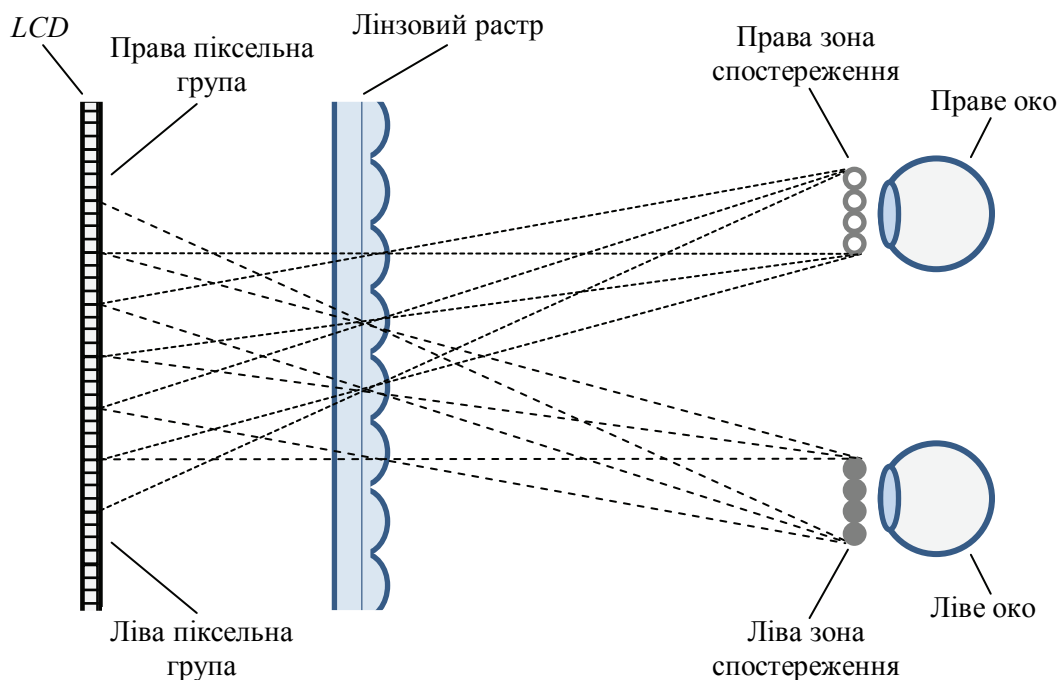 LCD
Права піксельна
група
Лінзовий растр
Права зона
спостереження
Праве око
Ліва піксельна
група
Ліва зона
спостереження
Ліве око